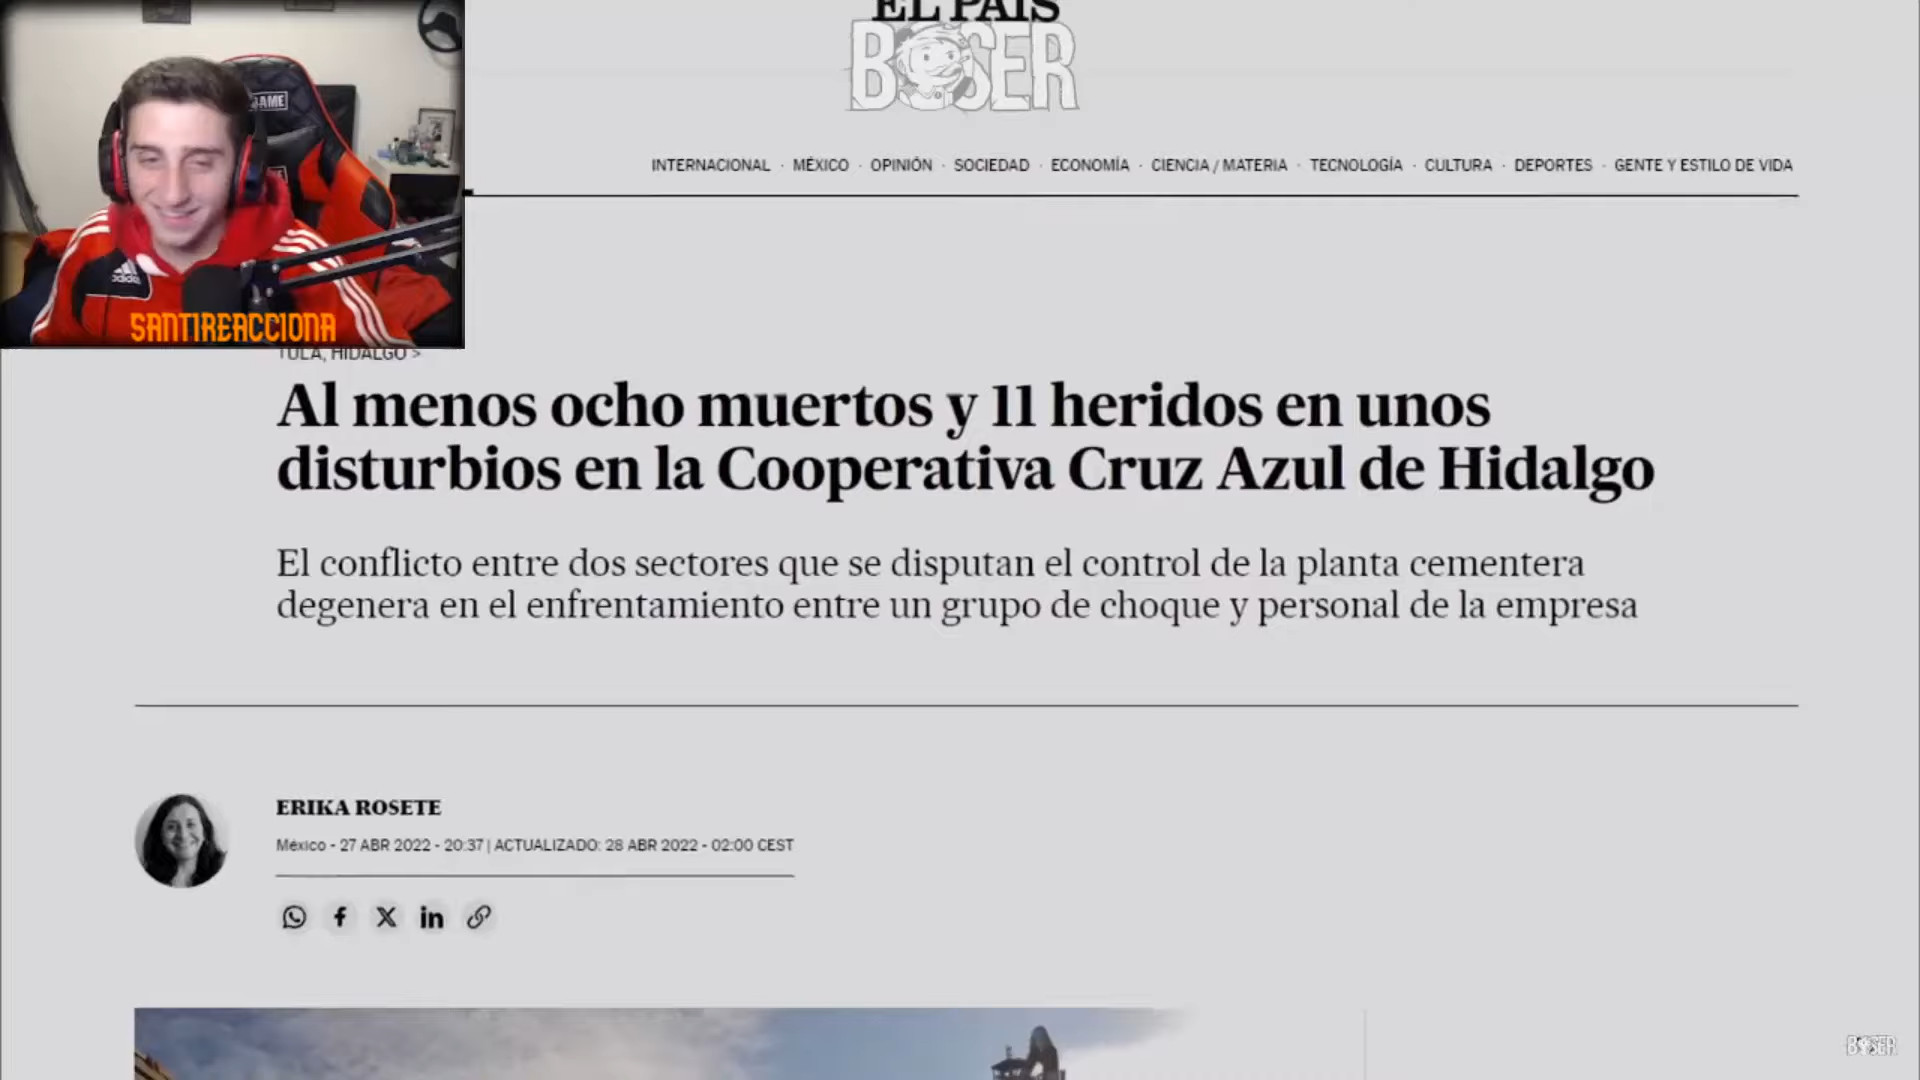 EL PAÍS
BOSER
INTERNACIONAL · MÉXICO · OPINIÓN · SOCIEDAD · ECONOMÍA · CIENCIA / MATERIA · TECNOLOGÍA · CULTURA · DEPORTES · GENTE Y ESTILO DE VIDA
GAME
adidas
SANTIREACCIONA
TULA, HIDALGO >
Al menos ocho muertos y 11 heridos en unos
disturbios en la Cooperativa Cruz Azul de Hidalgo
El conflicto entre dos sectores que se disputan el control de la planta cementera
degenera en el enfrentamiento entre un grupo de choque y personal de la empresa
ERIKA ROSETE
México - 27 ABR 2022 - 20:37 | ACTUALIZADO: 28 ABR 2022 - 02:00 CEST
BOSER